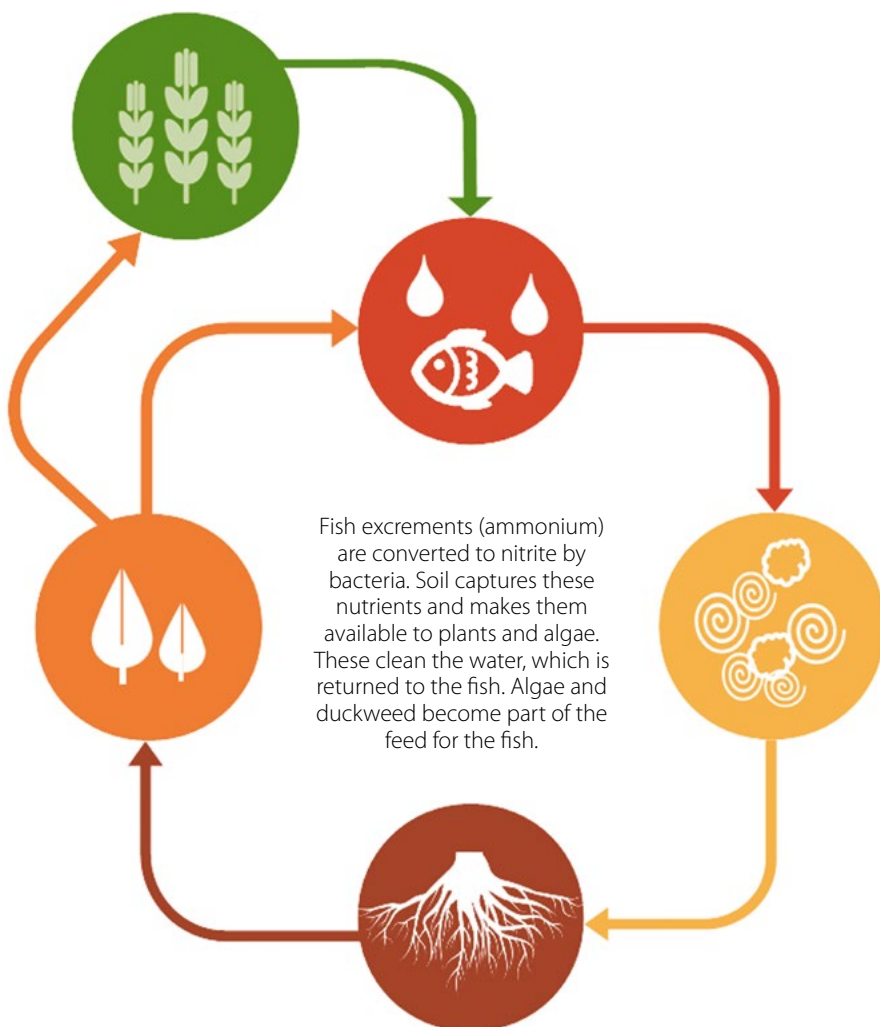 Fish excrements (ammonium)
are converted to nitrite by
bacteria. Soil captures these
nutrients and makes them
available to plants and algae.
These clean the water, which is
returned to the fish. Algae and
duckweed become part of the
feed for the fish.